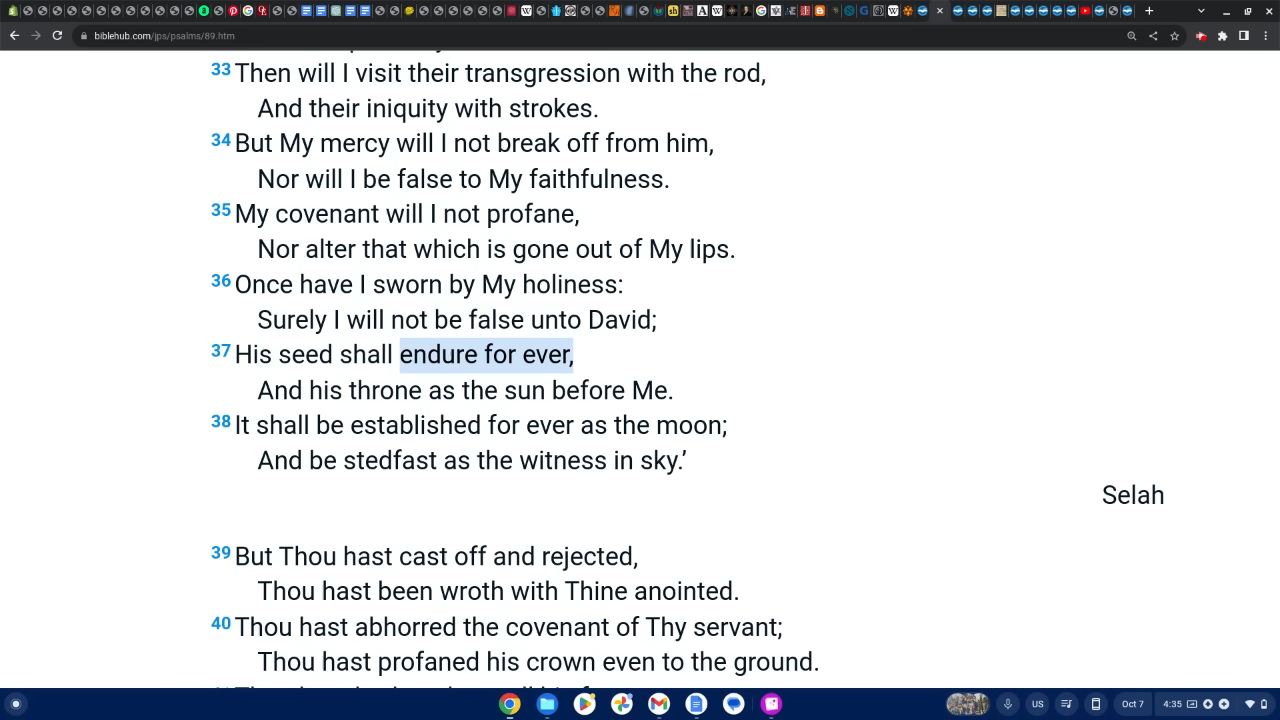 biblehub.com/jps/psalms/89.htm
33 Then will I visit their transgression with the rod,
And their iniquity with strokes.
34 But My mercy will I not break off from him,
Nor will I be false to My faithfulness.
35 My covenant will I not profane,
Nor alter that which is gone out of My lips.
36 Once have I sworn by My holiness:
Surely I will not be false unto David;
37 His seed shall endure for ever,
And his throne as the sun before Me.
38 It shall be established for ever as the moon;
And be stedfast as the witness in sky.’
Selah
39 But Thou hast cast off and rejected,
Thou hast been wroth with Thine anointed.
40 Thou hast abhorred the covenant of Thy servant;
Thou hast profaned his crown even to the ground.
US
Oct 7
4:35